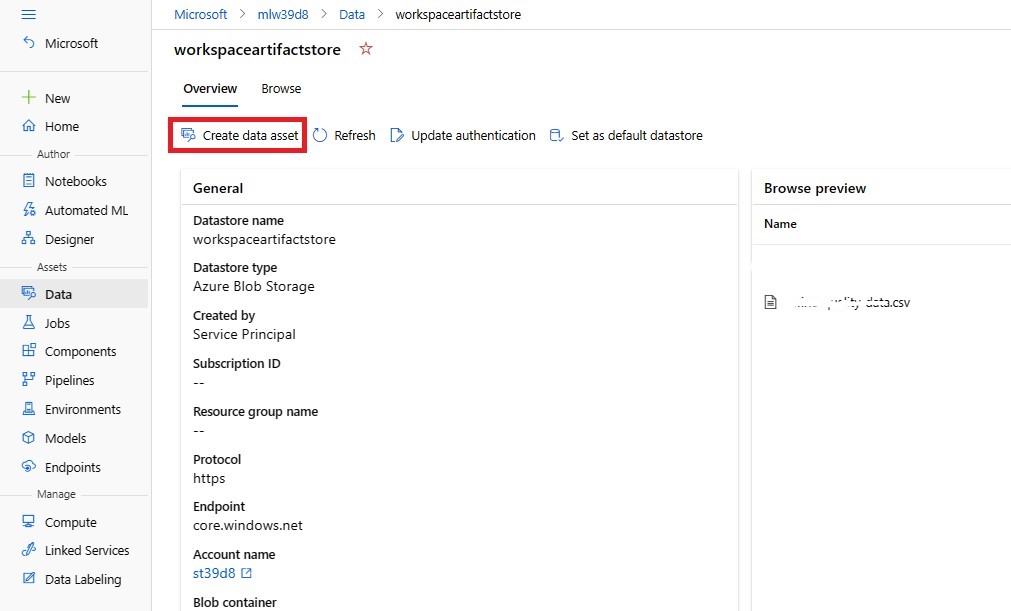 Microsoft > mlw39d8 > Data > workspaceartifactstore
Microsoft
workspaceartifactstore
Overview Browse
New
Home
Create data asset Refresh Update authentication Set as default datastore
Author
Notebooks
Automated ML
Designer
Assets
Data
Jobs
Components
Pipelines
Environments
Models
Endpoints
Manage
Compute
Linked Services
Data Labeling
General
Datastore name
workspaceartifactstore
Datastore type
Azure Blob Storage
Created by
Service Principal
Subscription ID
--
Resource group name
--
Protocol
https
Endpoint
core.windows.net
Account name
st39d8
Blob container
Browse preview
Name
data.csv